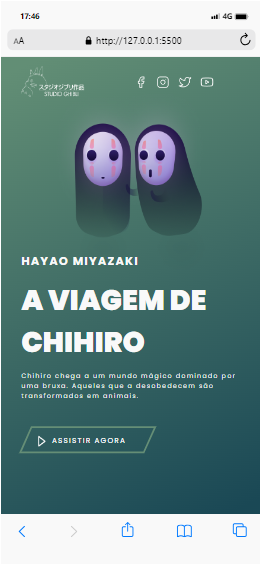 17:46
4G
AA
http://127.0.0.1:5500
スタジオジブリ作品
STUDIO GHIBLI
HAYAO MIYAZAKI
A VIAGEM DE
CHIHIRO
Chihiro chega a um mundo mágico dominado por
uma bruxa. Aqueles que a desobedecem são
transformados em animais.
ASSISTIR AGORA